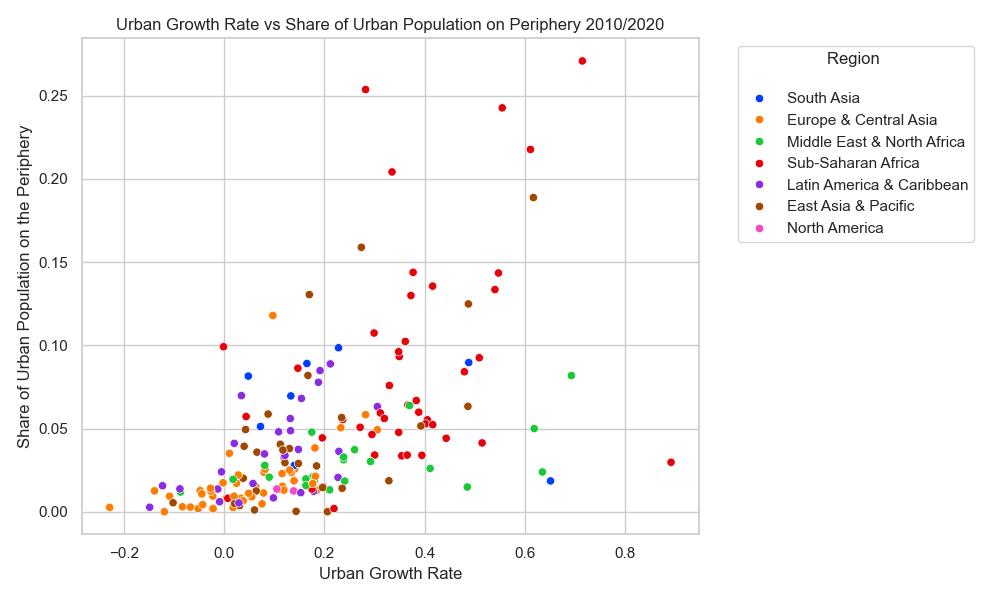 Urban Growth Rate vs Share of Urban Population on Periphery 2010/2020
Share of Urban Population on the Periphery
0.25
0.20
0.15
0.10
0.05
0.00
−0.2
0.0
0.2
0.4
0.6
0.8
Urban Growth Rate
Region
South Asia
Europe & Central Asia
Middle East & North Africa
Sub-Saharan Africa
Latin America & Caribbean
East Asia & Pacific
North America